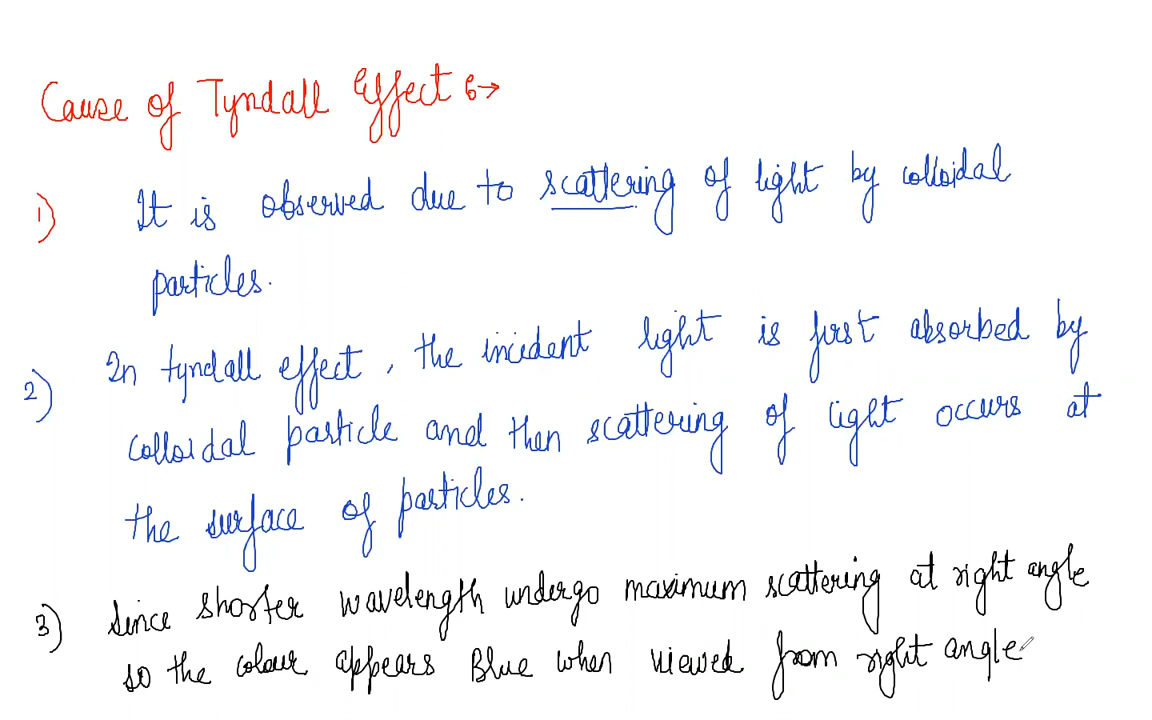 Cause of Tyndall Effect :→
1) It is observed due to scattering of light by colloidal
particles.
2) In tyndall effect, the incident light is first absorbed by
colloidal particle and then scattering of light occurs at
the surface of particles.
3) Since shorter wavelength undergo maximum scattering at right angle
so the colour appears Blue when viewed from right angle